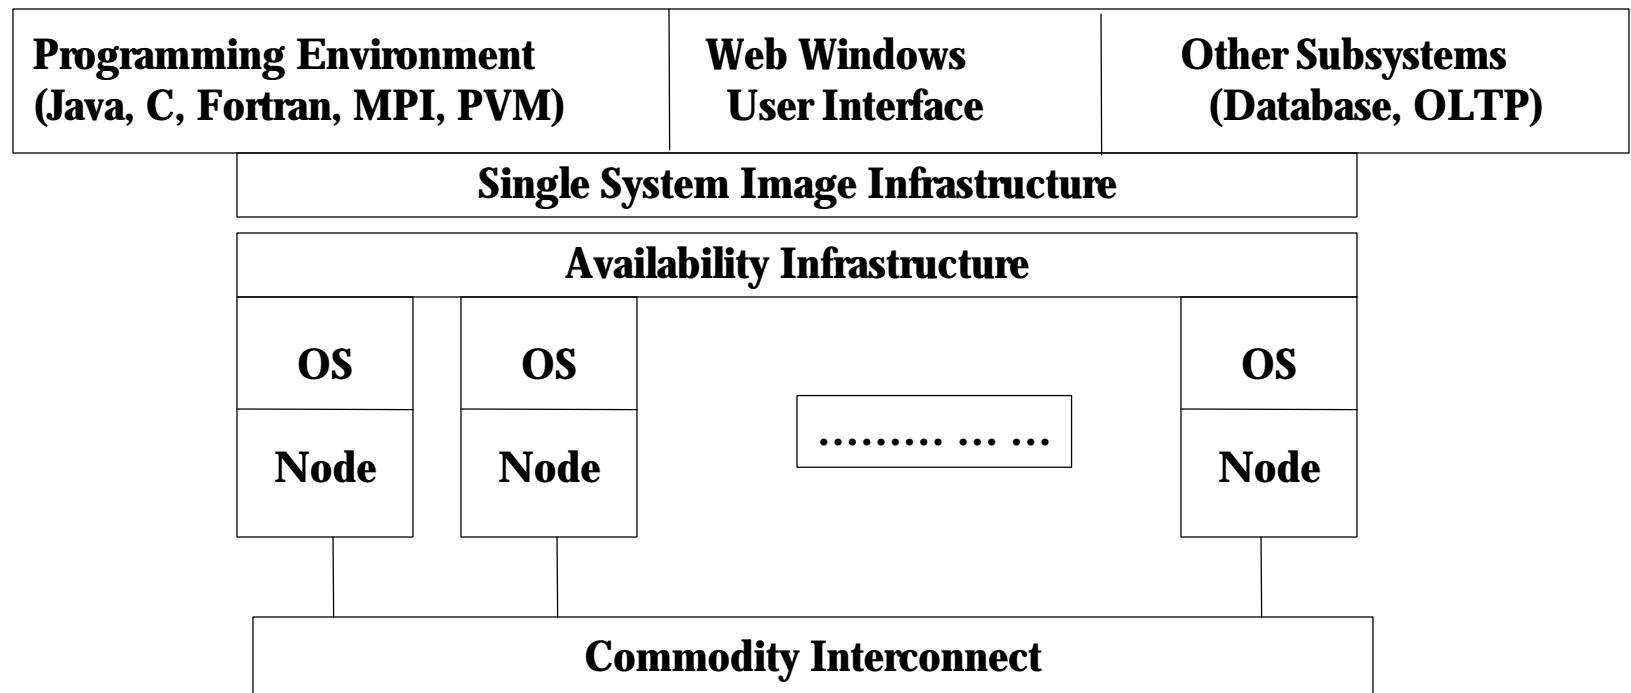 Programming Environment
(Java, C, Fortran, MPI, PVM)
Web Windows
User Interface
Other Subsystems
(Database, OLTP)
Single System Image Infrastructure
Availability Infrastructure
OS
OS
OS
......... ... ...
Node
Node
Node
Commodity Interconnect